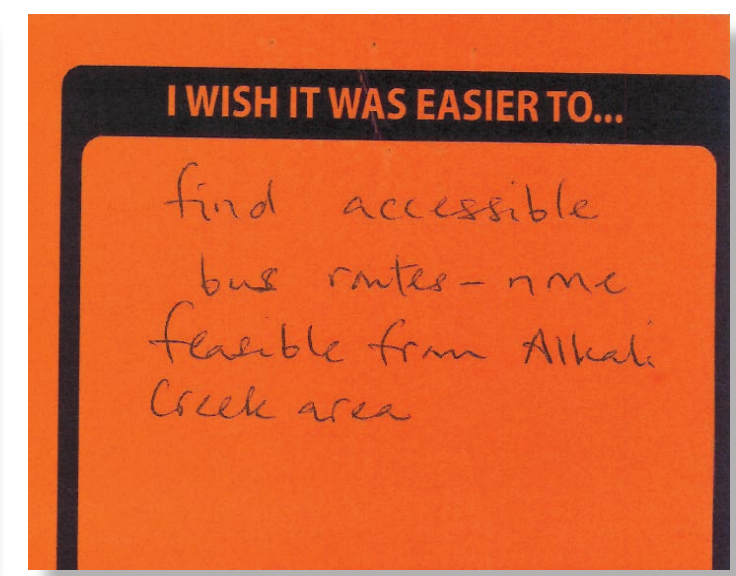 I WISH IT WAS EASIER TO...
find accessible
bus routes – none
feasible from Alkali
Creek area